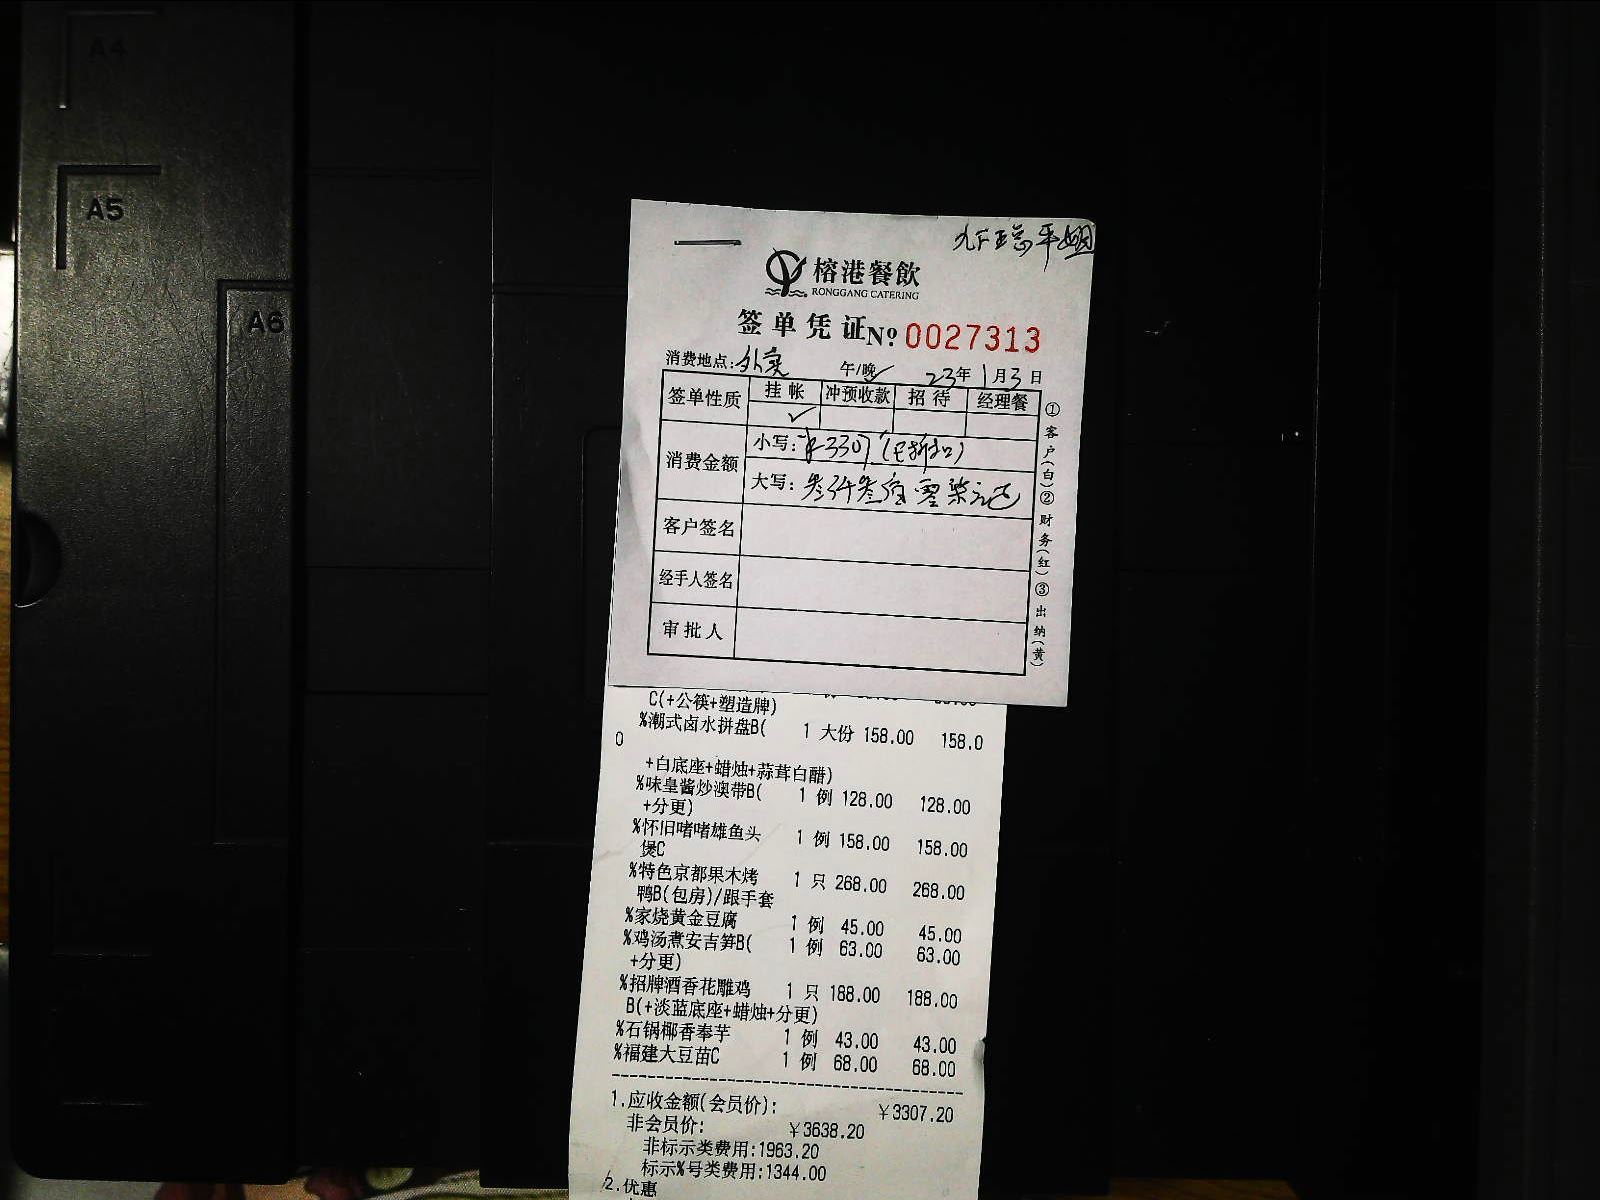 A4
A5
A6
榕港餐飲
RONGGANG CATERING
签单凭证 No 0027313
消费地点:外卖 午/晚 23年1月3日
签单性质 挂帐 冲预收款 招待 经理餐
✓
消费金额 小写:¥3307(已折扣)
大写:叁仟叁佰零柒元正
客户签名
经手人签名
审批人
①客户(白)②财务(红)③出纳(黄)
C(+公筷+塑造牌)
%潮式卤水拼盘B( 1 大份 158.00 158.0
0
+白底座+蜡烛+蒜茸白醋)
%味皇酱炒澳带B( 1 例 128.00 128.00
+分更)
%怀旧啫啫雄鱼头 1 例 158.00 158.00
煲C
%特色京都果木烤 1 只 268.00 268.00
鸭B(包房)/跟手套
%家烧黄金豆腐 1 例 45.00 45.00
%鸡汤煮安吉笋B( 1 例 63.00 63.00
+分更)
%招牌酒香花雕鸡 1 只 188.00 188.00
B(+淡蓝底座+蜡烛+分更)
%石锅椰香奉芋 1 例 43.00 43.00
%福建大豆苗C 1 例 68.00 68.00
1.应收金额(会员价): ¥3307.20
非会员价: ¥3638.20
非标示类费用:1963.20
标示%号类费用:1344.00
2.优惠